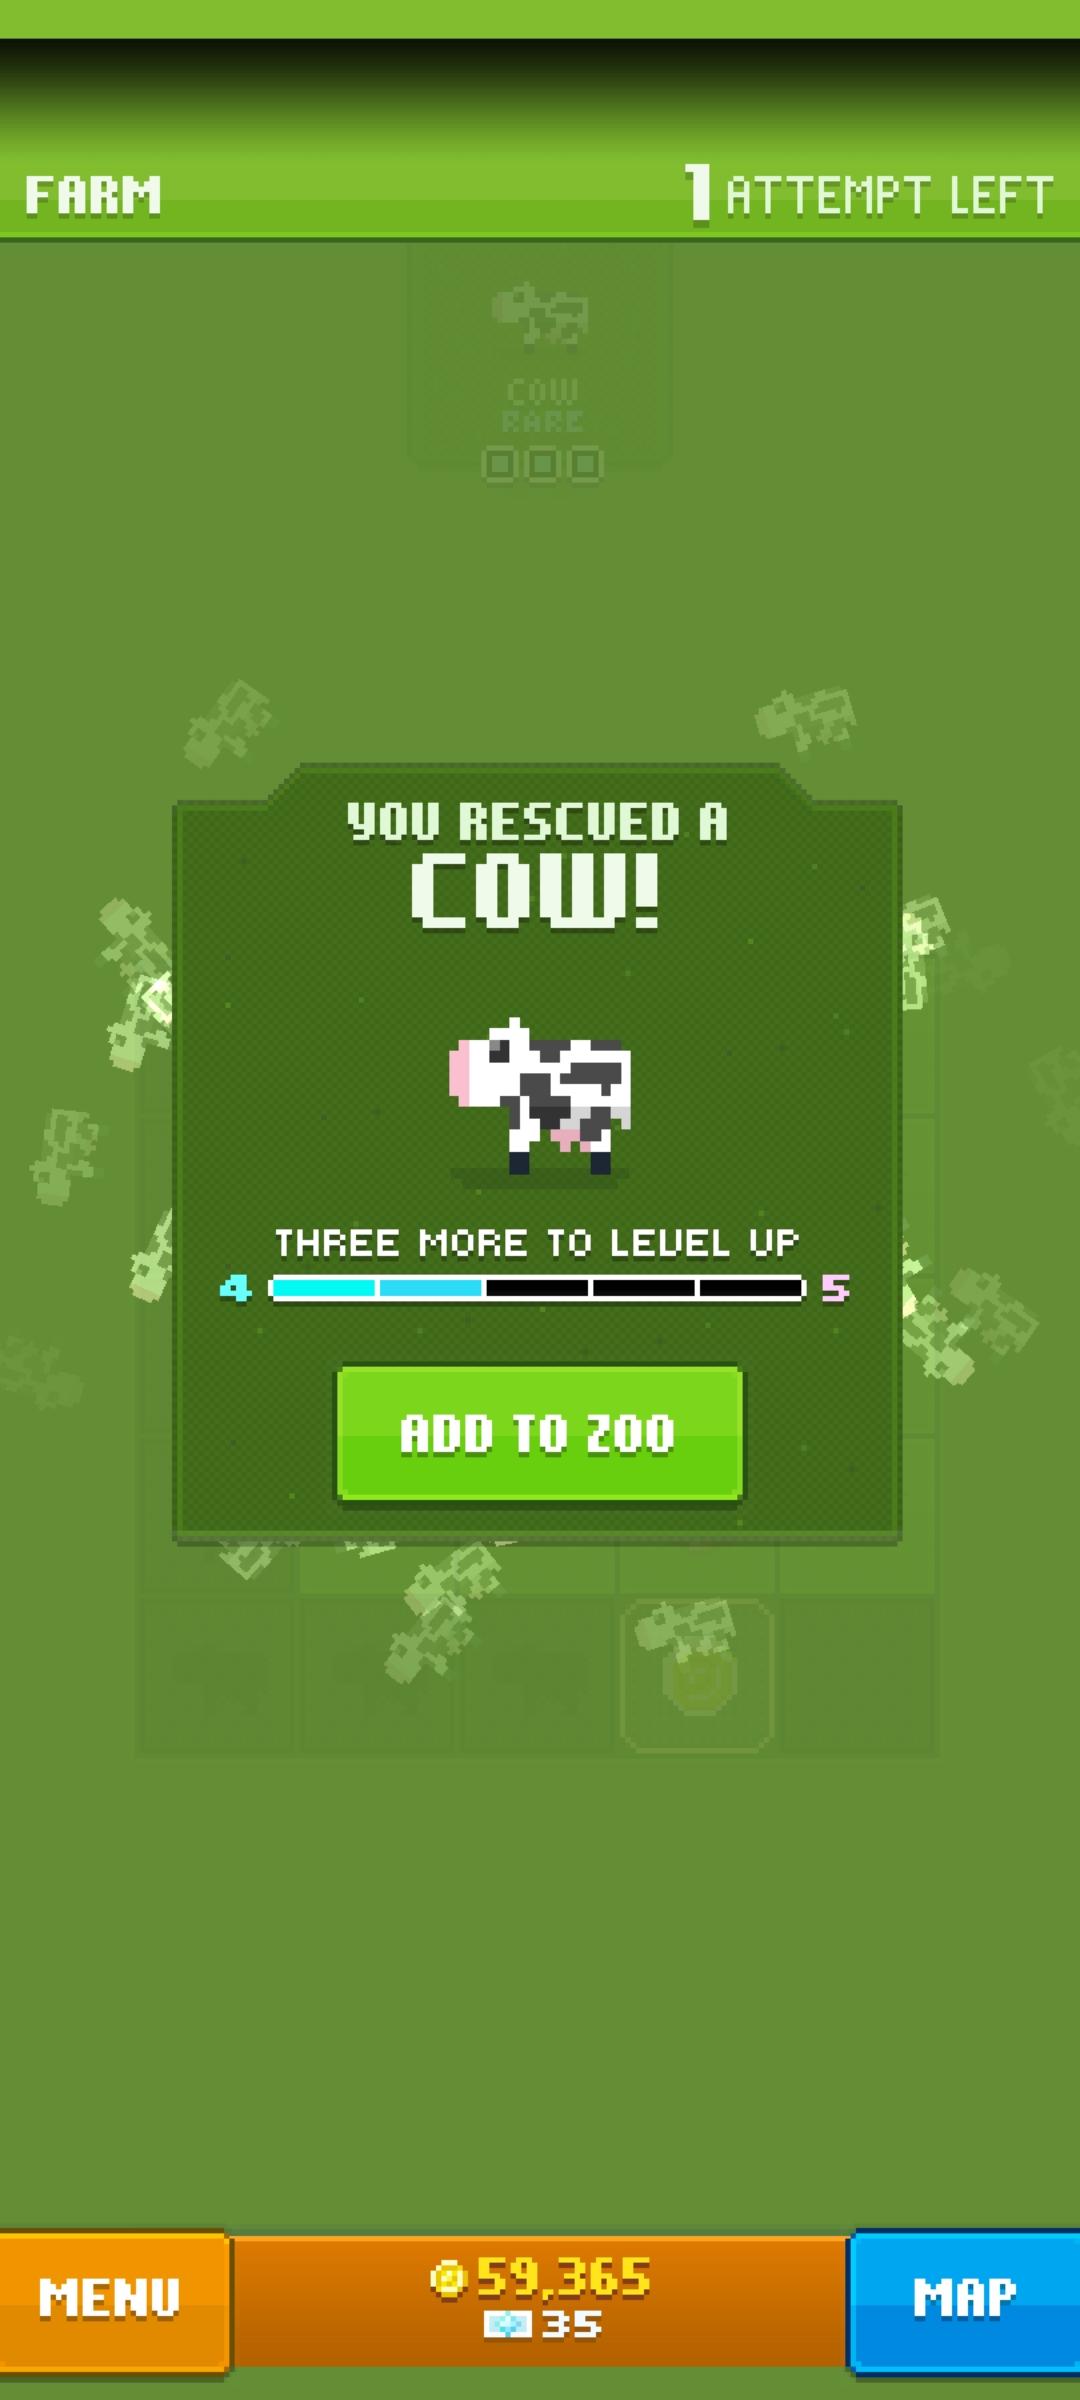 FARM
1 ATTEMPT LEFT
COW
RARE
YOU RESCUED A
COW!
THREE MORE TO LEVEL UP
4
5
ADD TO ZOO
MENU
59,365
35
MAP